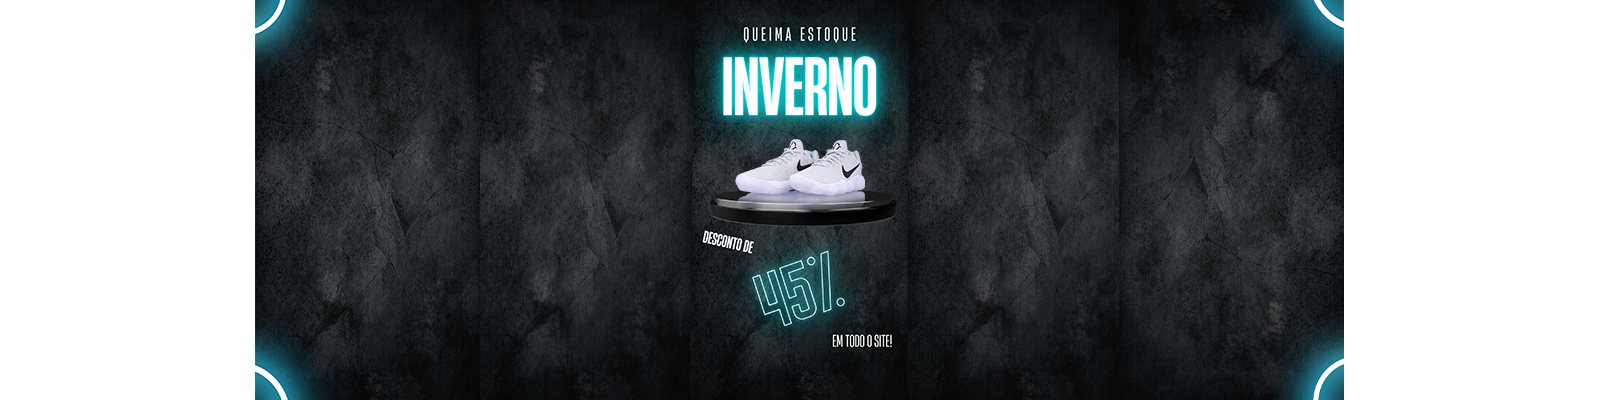 QUEIMA ESTOQUE
INVERNO
DESCONTO DE
45%
EM TODO O SITE!